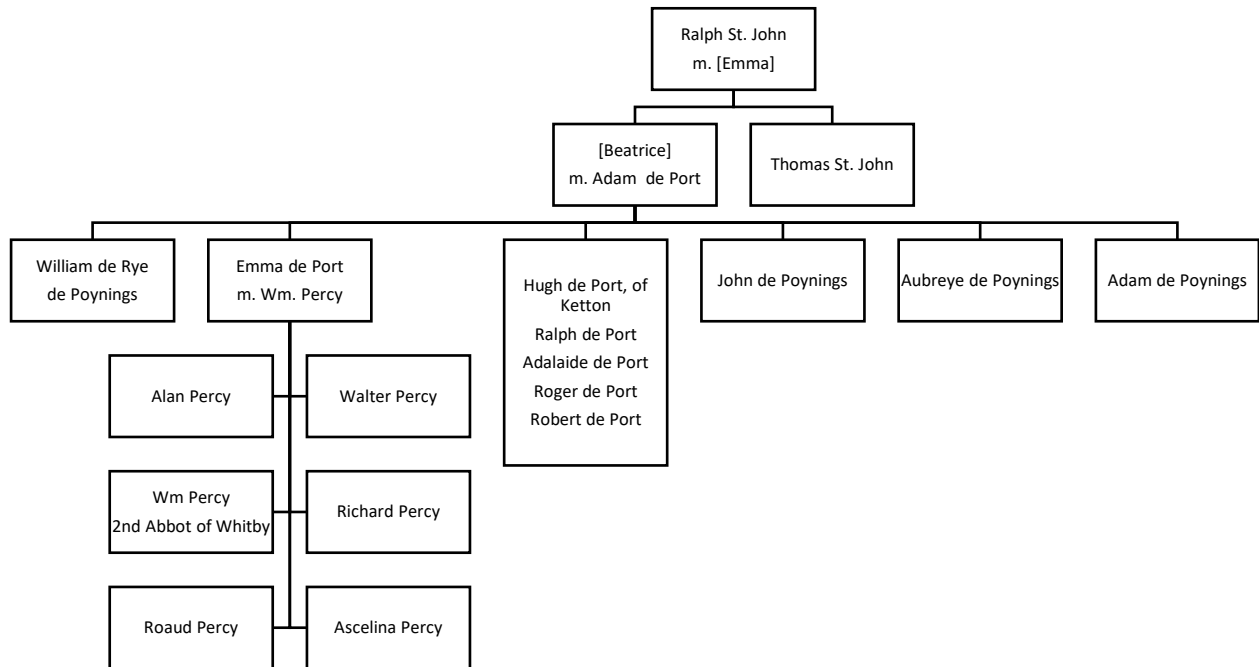 Ralph St. John
m. [Emma]
[Beatrice]
m. Adam de Port
Thomas St. John
William de Rye
de Poynings
Emma de Port
m. Wm. Percy
Hugh de Port, of
Ketton
Ralph de Port
Adalaide de Port
Roger de Port
Robert de Port
John de Poynings
Aubreye de Poynings
Adam de Poynings
Alan Percy
Walter Percy
Wm Percy
2nd Abbot of Whitby
Richard Percy
Roaud Percy
Ascelina Percy